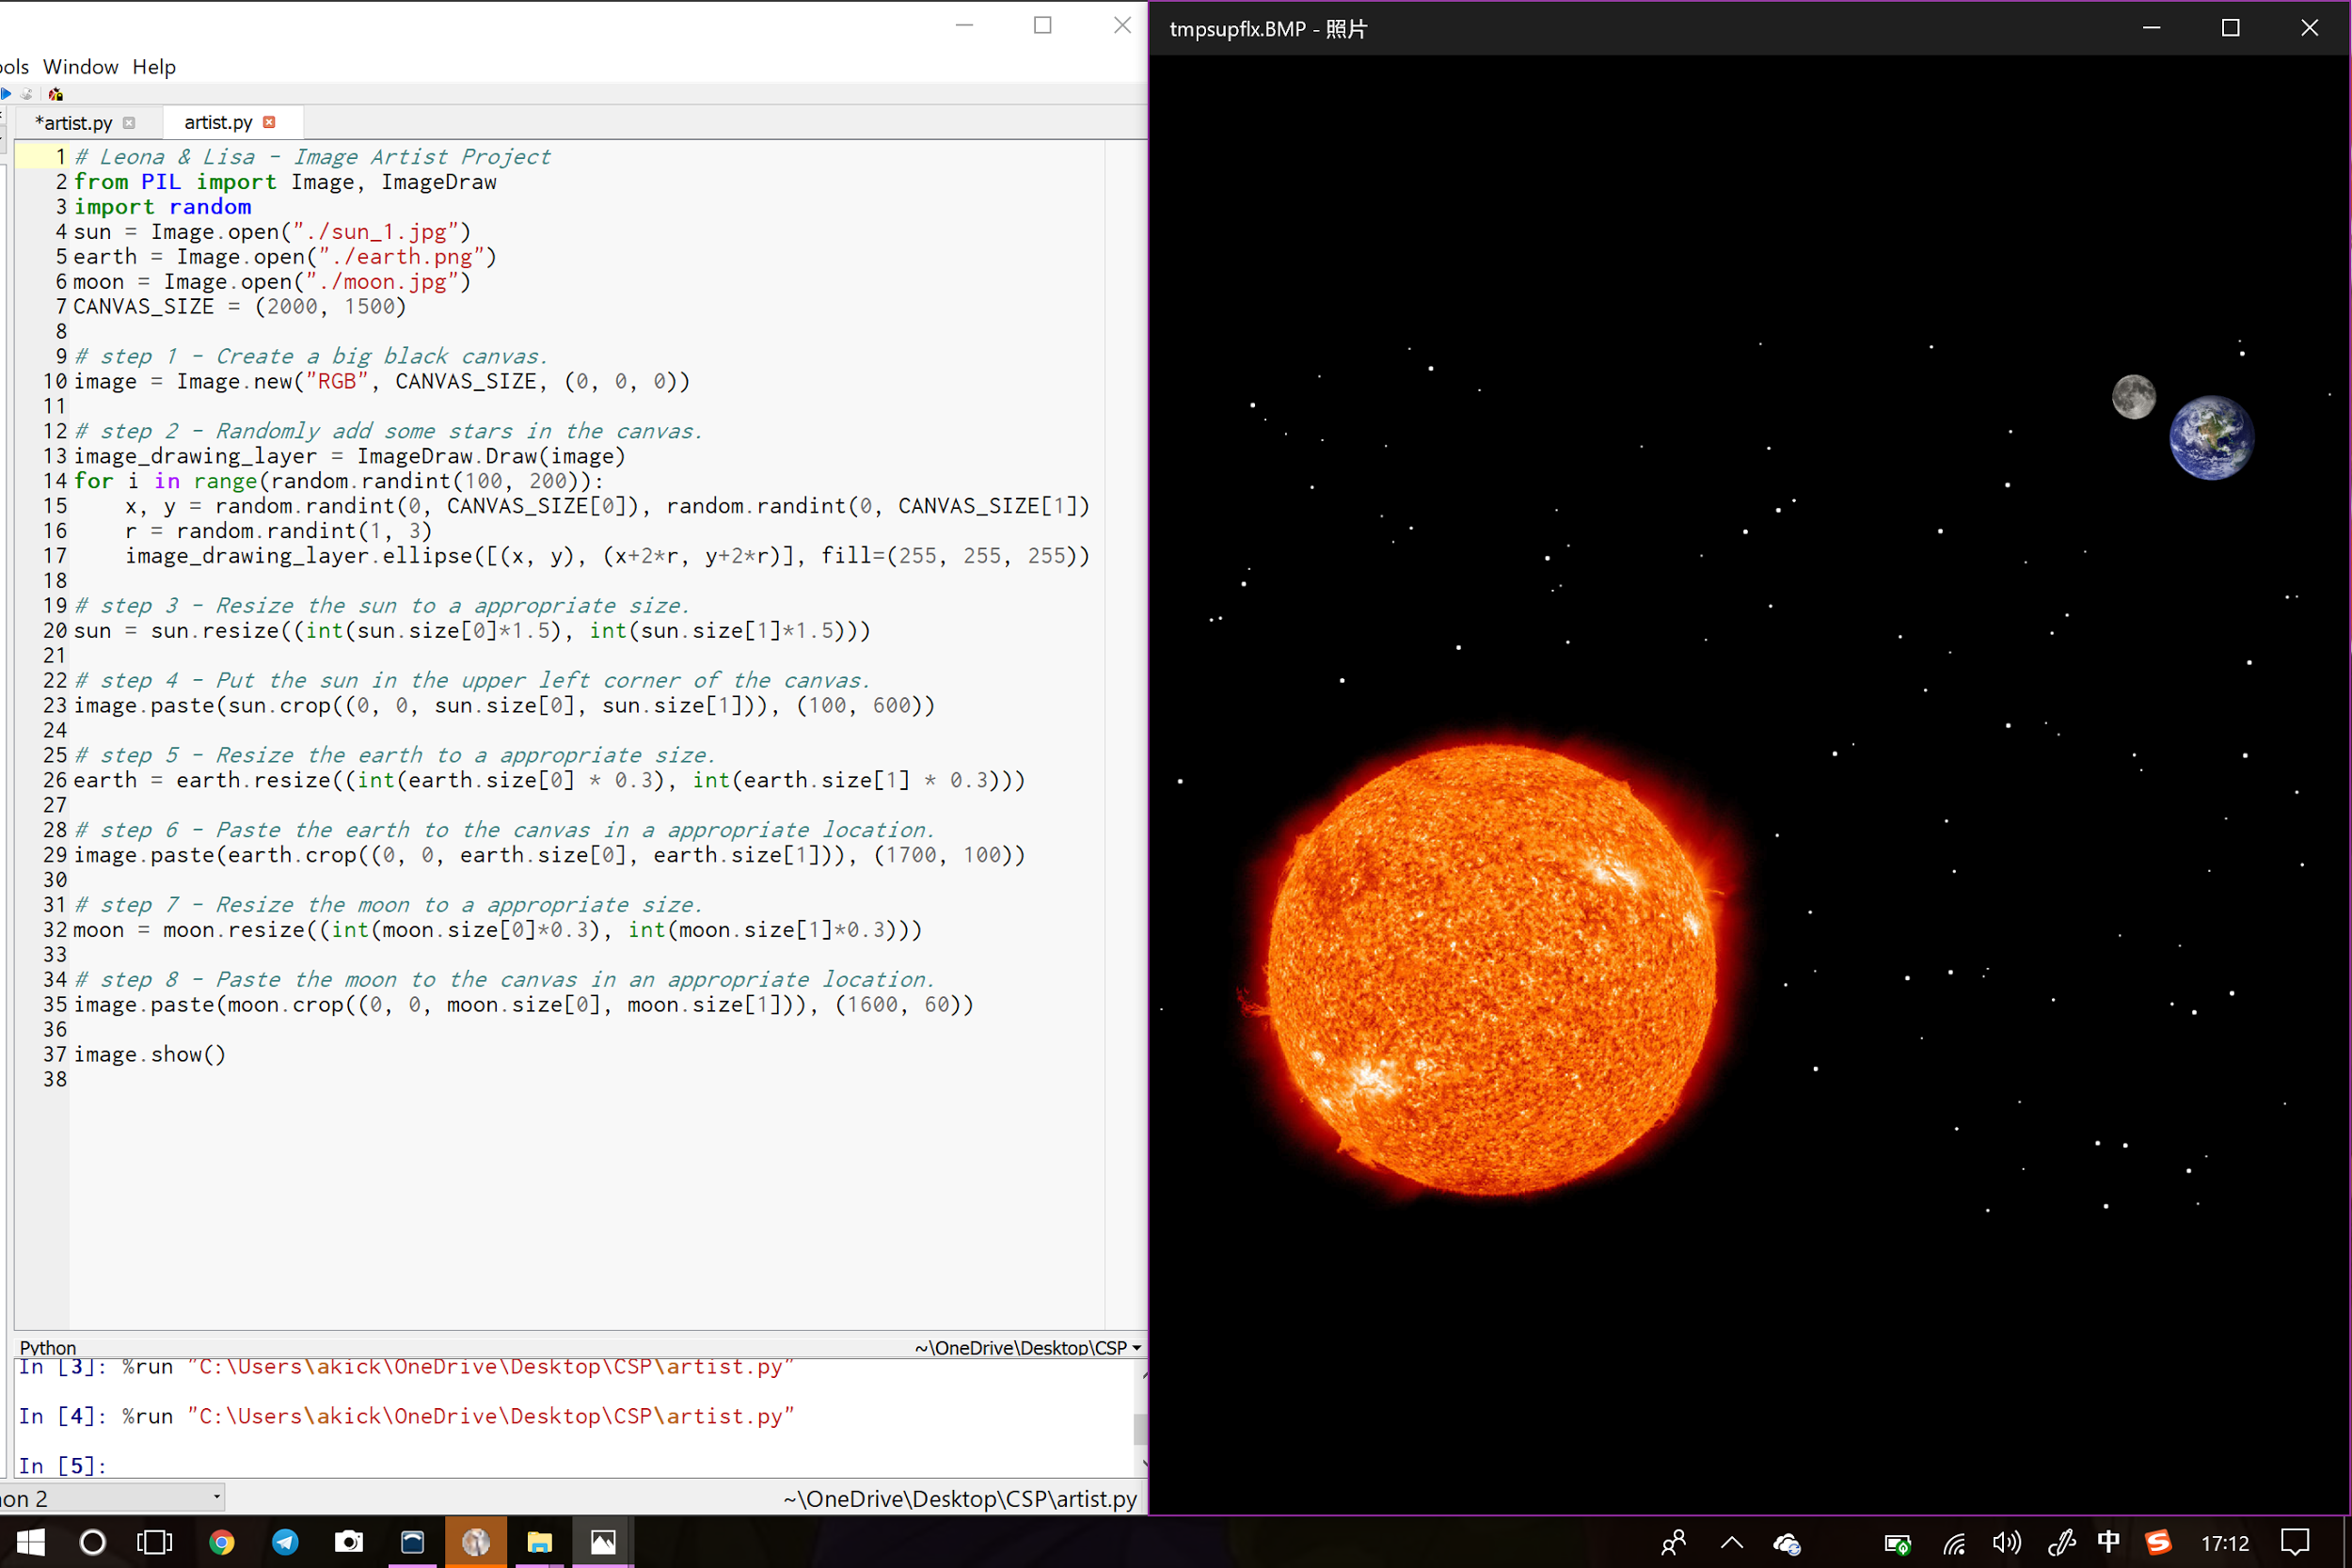 Window Help
*artist.py
artist.py
1 # Leona & Lisa - Image Artist Project
2 from PIL import Image, ImageDraw
3 import random
4 sun = Image.open("./sun_1.jpg")
5 earth = Image.open("./earth.png")
6 moon = Image.open("./moon.jpg")
7 CANVAS_SIZE = (2000, 1500)
8
9 # step 1 - Create a big black canvas.
10 image = Image.new("RGB", CANVAS_SIZE, (0, 0, 0))
11
12 # step 2 - Randomly add some stars in the canvas.
13 image_drawing_layer = ImageDraw.Draw(image)
14 for i in range(random.randint(100, 200)):
15     x, y = random.randint(0, CANVAS_SIZE[0]), random.randint(0, CANVAS_SIZE[1])
16     r = random.randint(1, 3)
17     image_drawing_layer.ellipse([(x, y), (x+2*r, y+2*r)], fill=(255, 255, 255))
18
19 # step 3 - Resize the sun to a appropriate size.
20 sun = sun.resize((int(sun.size[0]*1.5), int(sun.size[1]*1.5)))
21
22 # step 4 - Put the sun in the upper left corner of the canvas.
23 image.paste(sun.crop((0, 0, sun.size[0], sun.size[1])), (100, 600))
24
25 # step 5 - Resize the earth to a appropriate size.
26 earth = earth.resize((int(earth.size[0] * 0.3), int(earth.size[1] * 0.3)))
27
28 # step 6 - Paste the earth to the canvas in a appropriate location.
29 image.paste(earth.crop((0, 0, earth.size[0], earth.size[1])), (1700, 100))
30
31 # step 7 - Resize the moon to a appropriate size.
32 moon = moon.resize((int(moon.size[0]*0.3), int(moon.size[1]*0.3)))
33
34 # step 8 - Paste the moon to the canvas in an appropriate location.
35 image.paste(moon.crop((0, 0, moon.size[0], moon.size[1])), (1600, 60))
36
37 image.show()
38
Python
~\OneDrive\Desktop\CSP
In [3]: %run "C:\Users\akick\OneDrive\Desktop\CSP\artist.py"
In [4]: %run "C:\Users\akick\OneDrive\Desktop\CSP\artist.py"
In [5]:
on 2
~\OneDrive\Desktop\CSP\artist.py
tmpsupflx.BMP - 照片
中
S
17:12